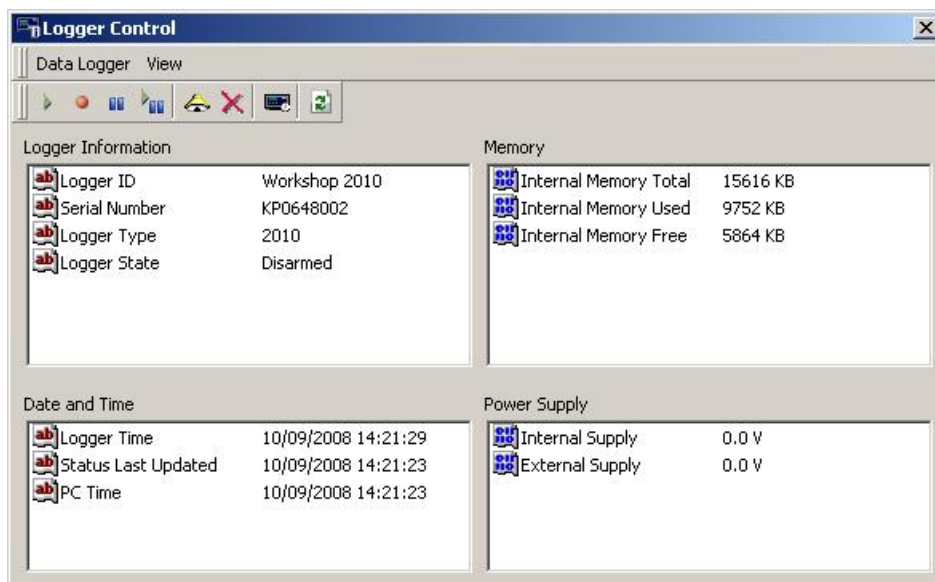 Logger Control
Data Logger View
Logger Information
Logger ID Workshop 2010
Serial Number KP0648002
Logger Type 2010
Logger State Disarmed
Memory
Internal Memory Total 15616 KB
Internal Memory Used 9752 KB
Internal Memory Free 5864 KB
Date and Time
Logger Time 10/09/2008 14:21:29
Status Last Updated 10/09/2008 14:21:23
PC Time 10/09/2008 14:21:23
Power Supply
Internal Supply 0.0 V
External Supply 0.0 V